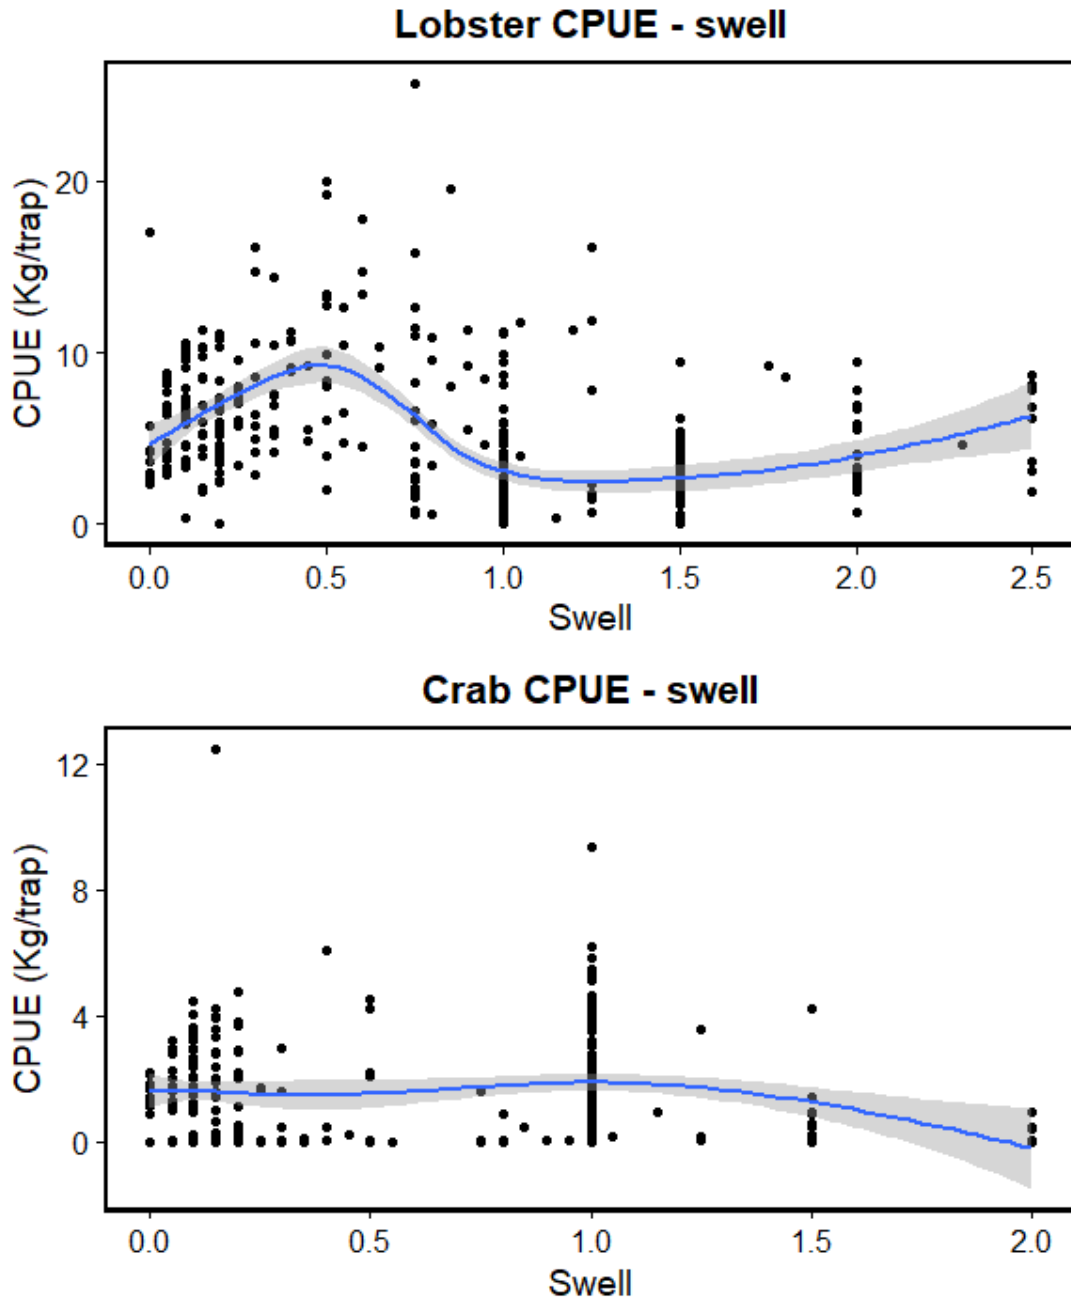 Lobster CPUE - swell
CPUE (Kg/trap)
20
10
0
0.0 0.5 1.0 1.5 2.0 2.5
Swell
Crab CPUE - swell
CPUE (Kg/trap)
12
8
4
0
0.0 0.5 1.0 1.5 2.0
Swell